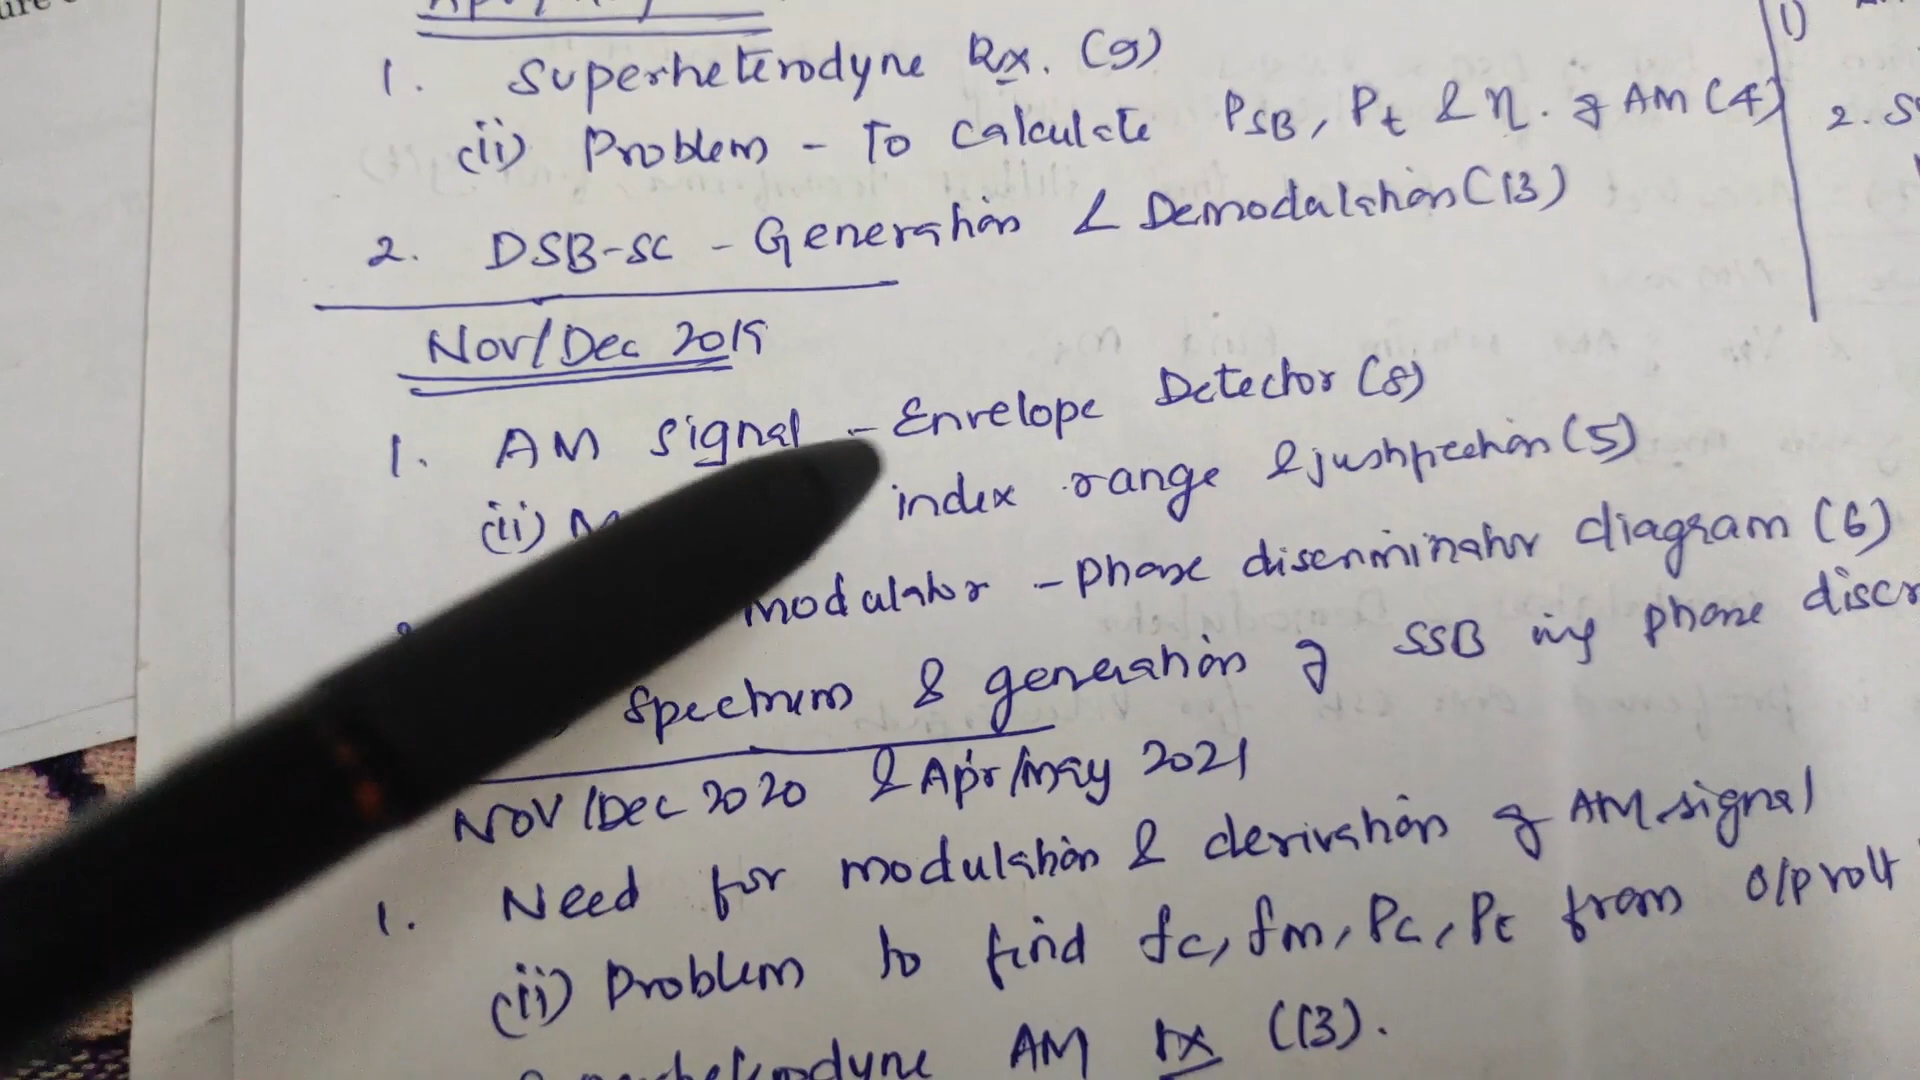 1. Superheterodyne Rx. (9)
(ii) Problem - To calculate PSB, Pt & η. of AM (4)
2. DSB-SC - Generation & Demodulation (13)
Nov/Dec 2019
1. AM signal - Envelope Detector (8)
(ii) index range & justification (5)
modulator - phase discriminator diagram (6)
Spectrum & generation of SSB using phase discr
NOV/Dec 2020 & Apr/may 2021
1. Need for modulation & derivation of AM signal
(ii) Problem to find fc, fm, Pc, Pt from o/p volt
AM rx (13).
1)
2. S